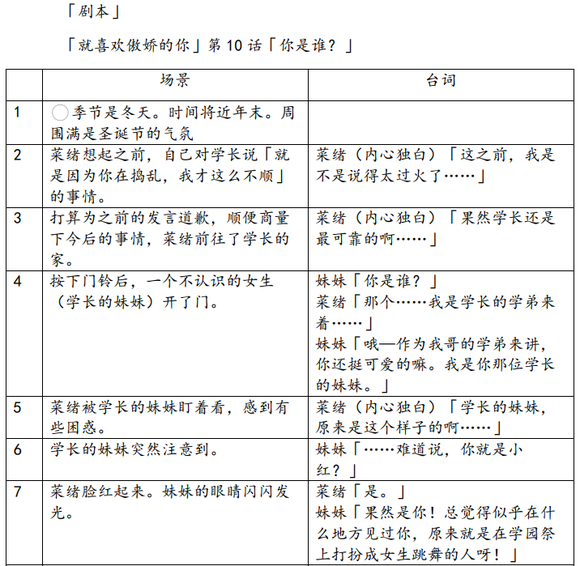 「剧本」
「就喜欢傲娇的你」第10话「你是谁？」
场景
台词
1
季节是冬天。时间将近年末。周
围满是圣诞节的气氛
2
菜绪想起之前，自己对学长说「就
是因为你在捣乱，我才这么不顺」
的事情。
菜绪（内心独白）「这之前，我是
不是说得太过火了……」
3
打算为之前的发言道歉，顺便商量
下今后的事情，菜绪前往了学长的
家。
菜绪（内心独白）「果然学长还是
最可靠的啊……」
4
按下门铃后，一个不认识的女生
（学长的妹妹）开了门。
妹妹「你是谁？」
菜绪「那个……我是学长的学弟来
着……」
妹妹「哦—作为我哥的学弟来讲，
你还挺可爱的嘛。我是你那位学长
的妹妹。」
5
菜绪被学长的妹妹盯着看，感到有
些困惑。
菜绪（内心独白）「学长的妹妹，
原来是这个样子的啊……」
6
学长的妹妹突然注意到。
妹妹「……难道说，你就是小
红？」
7
菜绪脸红起来。妹妹的眼睛闪闪发
光。
菜绪「是。」
妹妹「果然是你！总觉得似乎在什
么地方见过你，原来就是在学园祭
上打扮成女生跳舞的人呀！」